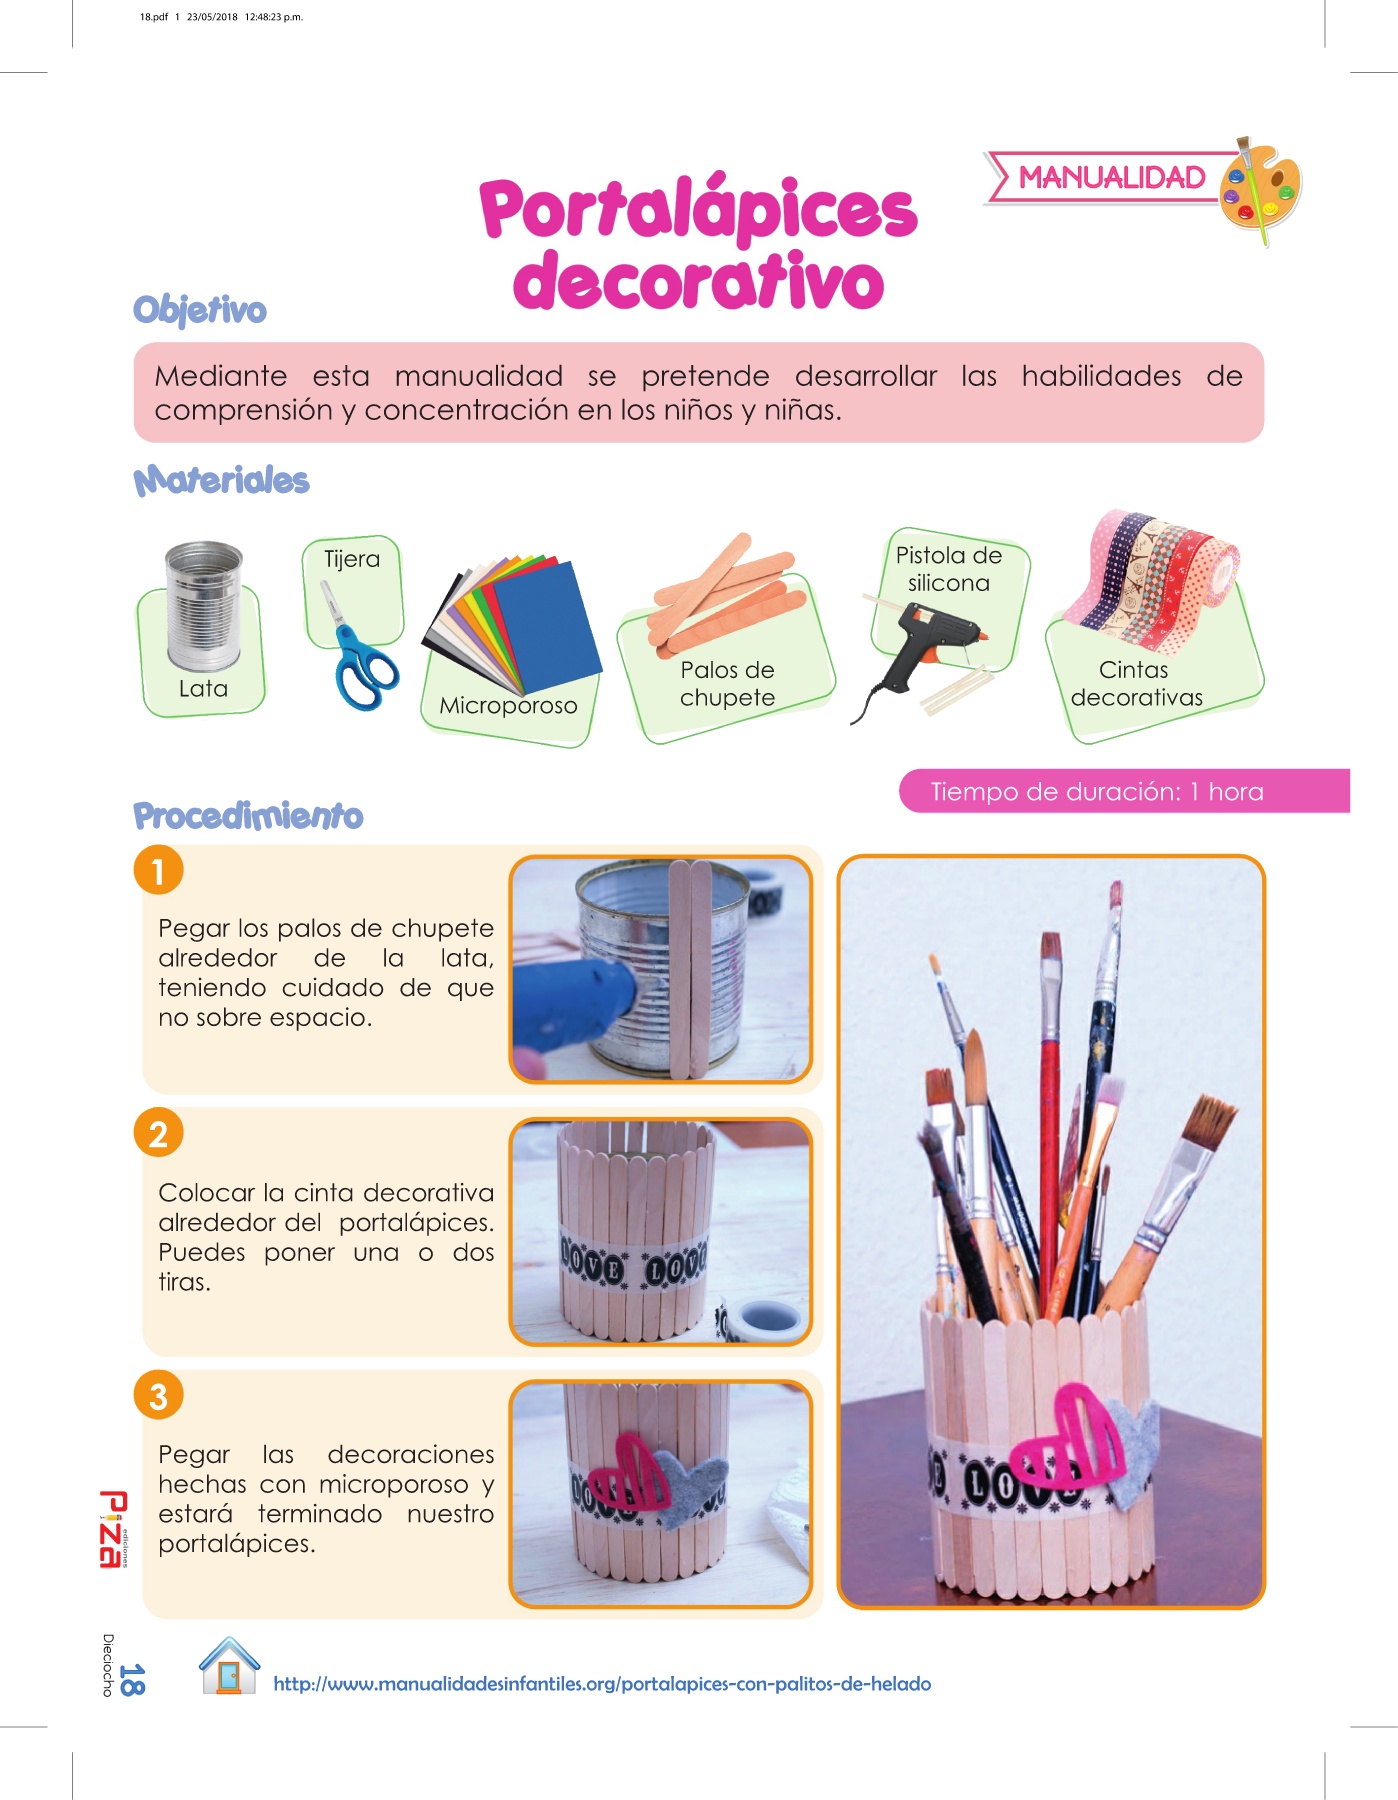 18.pdf 1 23/05/2018 12:48:23 p.m.
MANUALIDAD
Portalápices
decorativo
Objetivo
Mediante esta manualidad se pretende desarrollar las habilidades de
comprensión y concentración en los niños y niñas.
Materiales
Lata
Tijera
Microporoso
Palos de
chupete
Pistola de
silicona
Cintas
decorativas
Tiempo de duración: 1 hora
Procedimiento
1
Pegar los palos de chupete
alrededor de la lata,
teniendo cuidado de que
no sobre espacio.
2
Colocar la cinta decorativa
alrededor del portalápices.
Puedes poner una o dos
tiras.
LOVE LOVE
3
Pegar las decoraciones
hechas con microporoso y
estará terminado nuestro
portalápices.
Piza
ediciones
18
Dieciocho
http://www.manualidadesinfantiles.org/portalapices-con-palitos-de-helado